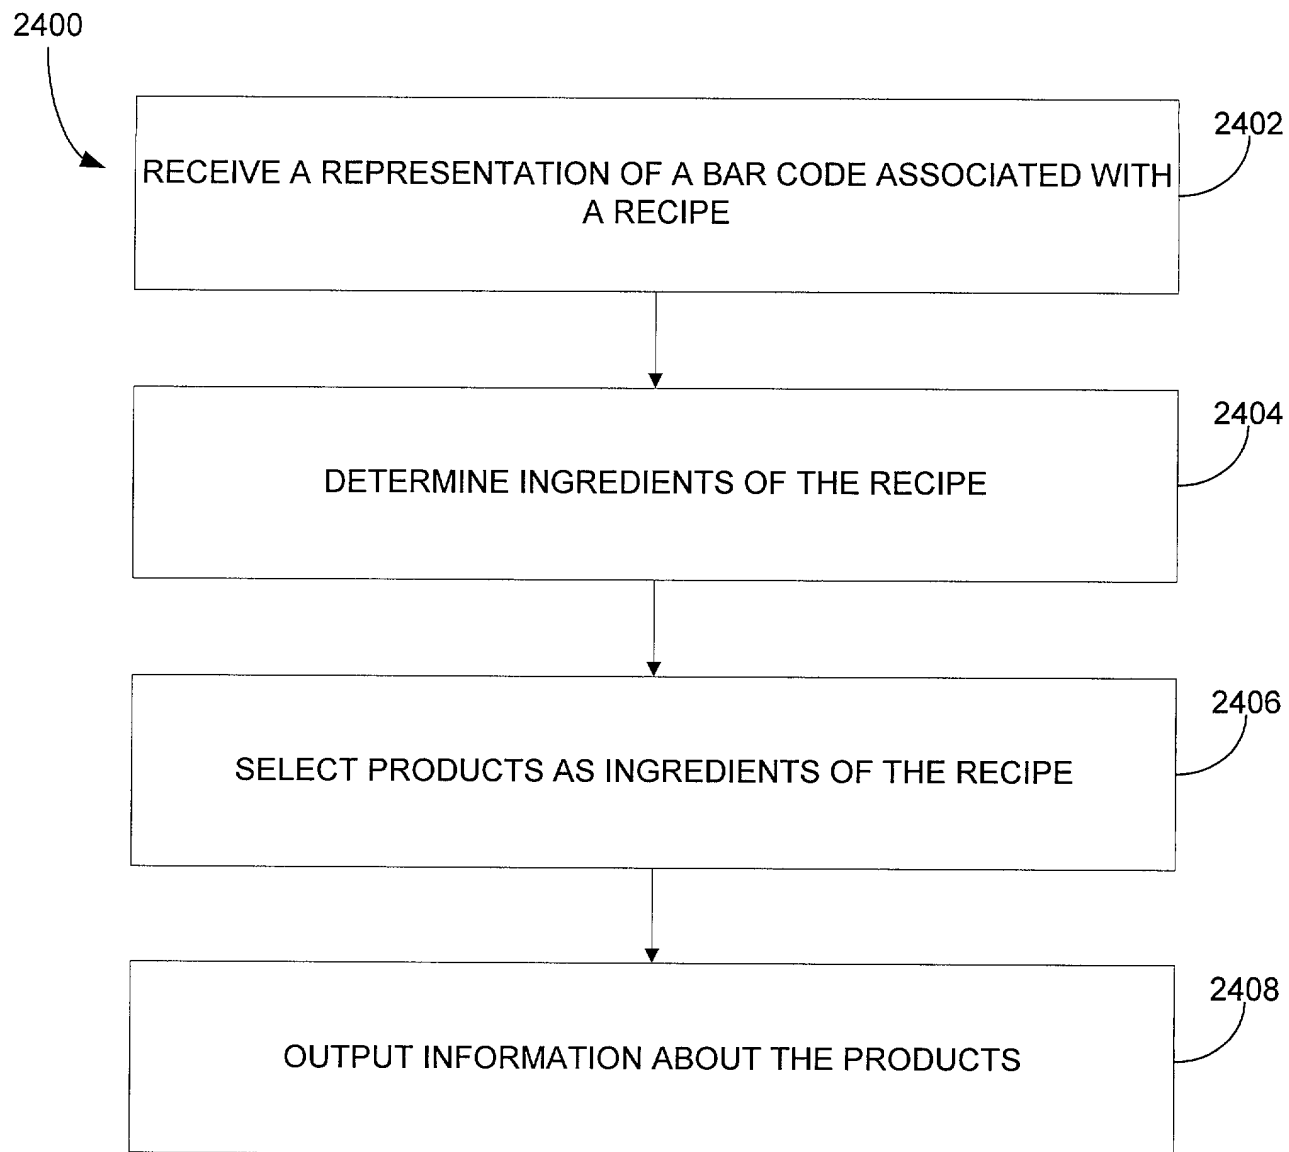 2400
2402
RECEIVE A REPRESENTATION OF A BAR CODE ASSOCIATED WITH
A RECIPE
2404
DETERMINE INGREDIENTS OF THE RECIPE
2406
SELECT PRODUCTS AS INGREDIENTS OF THE RECIPE
2408
OUTPUT INFORMATION ABOUT THE PRODUCTS